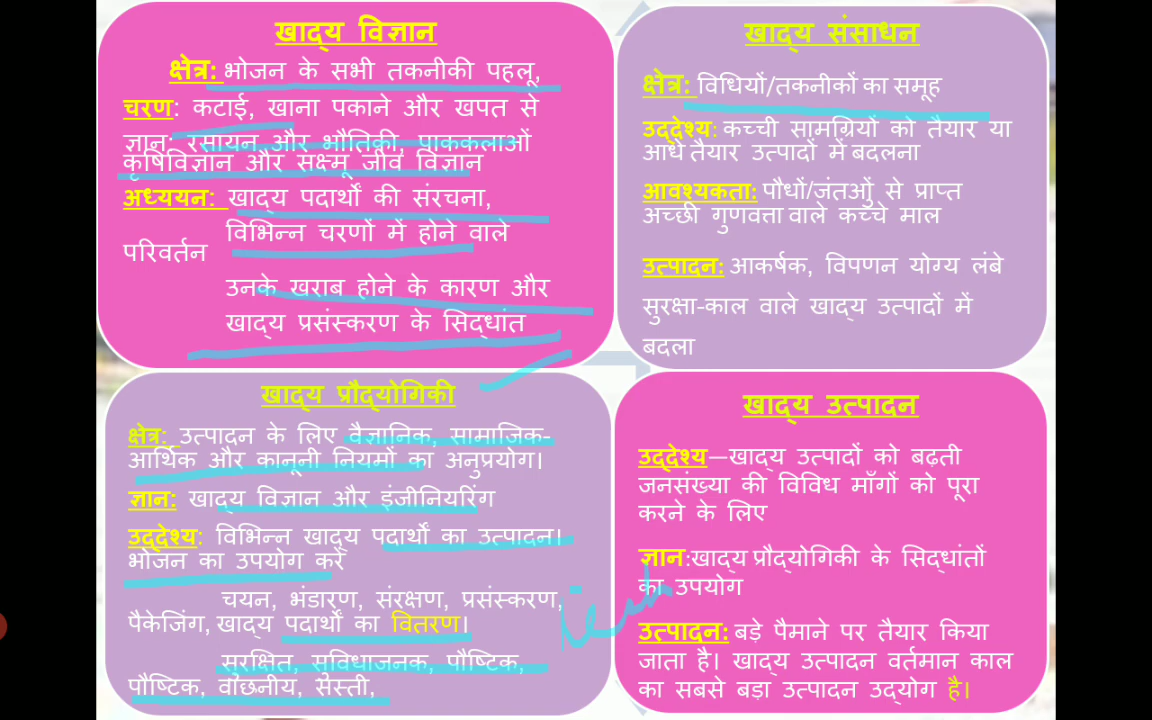 खाद्य विज्ञान
क्षेत्र: भोजन के सभी तकनीकी पहलू,
चरण: कटाई, खाना पकाने और खपत से
ज्ञान: रसायन और भौतिकी, पाककलाओं
कृषिविज्ञान और सूक्ष्म जीव विज्ञान
अध्ययन: खाद्य पदार्थों की संरचना,
विभिन्न चरणों में होने वाले
परिवर्तन
उनके खराब होने के कारण और
खाद्य प्रसंस्करण के सिद्धांत
खाद्य संसाधन
क्षेत्र: विधियों/तकनीकों का समूह
उद्देश्य: कच्ची सामग्रियों को तैयार या
आधे तैयार उत्पादों में बदलना
आवश्यकता: पौधों/जंतओं से प्राप्त
अच्छी गुणवत्ता वाले कच्चे माल
उत्पादन: आकर्षक, विपणन योग्य लंबे
सुरक्षा-काल वाले खाद्य उत्पादों में
बदला
खाद्य प्रौद्योगिकी
क्षेत्र: उत्पादन के लिए वैज्ञानिक, सामाजिक-
आर्थिक और कानूनी नियमों का अनुप्रयोग।
ज्ञान: खाद्य विज्ञान और इंजीनियरिंग
उद्देश्य: विभिन्न खाद्य पदार्थों का उत्पादन।
भोजन का उपयोग करें
चयन, भंडारण, संरक्षण, प्रसंस्करण,
पैकेजिंग, खाद्य पदार्थों का वितरण।
सुरक्षित, सुविधाजनक, पौष्टिक,
पौष्टिक, वांछनीय, सस्ती,
खाद्य उत्पादन
उद्देश्य—खाद्य उत्पादों को बढ़ती
जनसंख्या की विविध माँगों को पूरा
करने के लिए
ज्ञान:खाद्य प्रौद्योगिकी के सिद्धांतों
का उपयोग
उत्पादन: बड़े पैमाने पर तैयार किया
जाता है। खाद्य उत्पादन वर्तमान काल
का सबसे बड़ा उत्पादन उद्योग है।